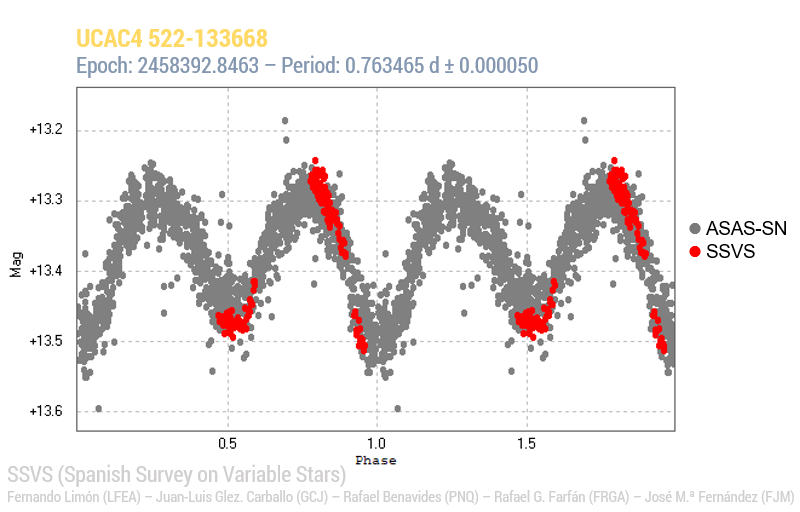 UCAC4 522-133668
Epoch: 2458392.8463 – Period: 0.763465 d ± 0.000050
+13.2
+13.3
+13.4
+13.5
+13.6
Mag
0.5
1.0
1.5
Phase
ASAS-SN
SSVS
SSVS (Spanish Survey on Variable Stars)
Fernando Limón (LFEA) – Juan-Luis Glez. Carballo (GCJ) – Rafael Benavides (PNQ) – Rafael G. Farfán (FRGA) – José M.ª Fernández (FJM)